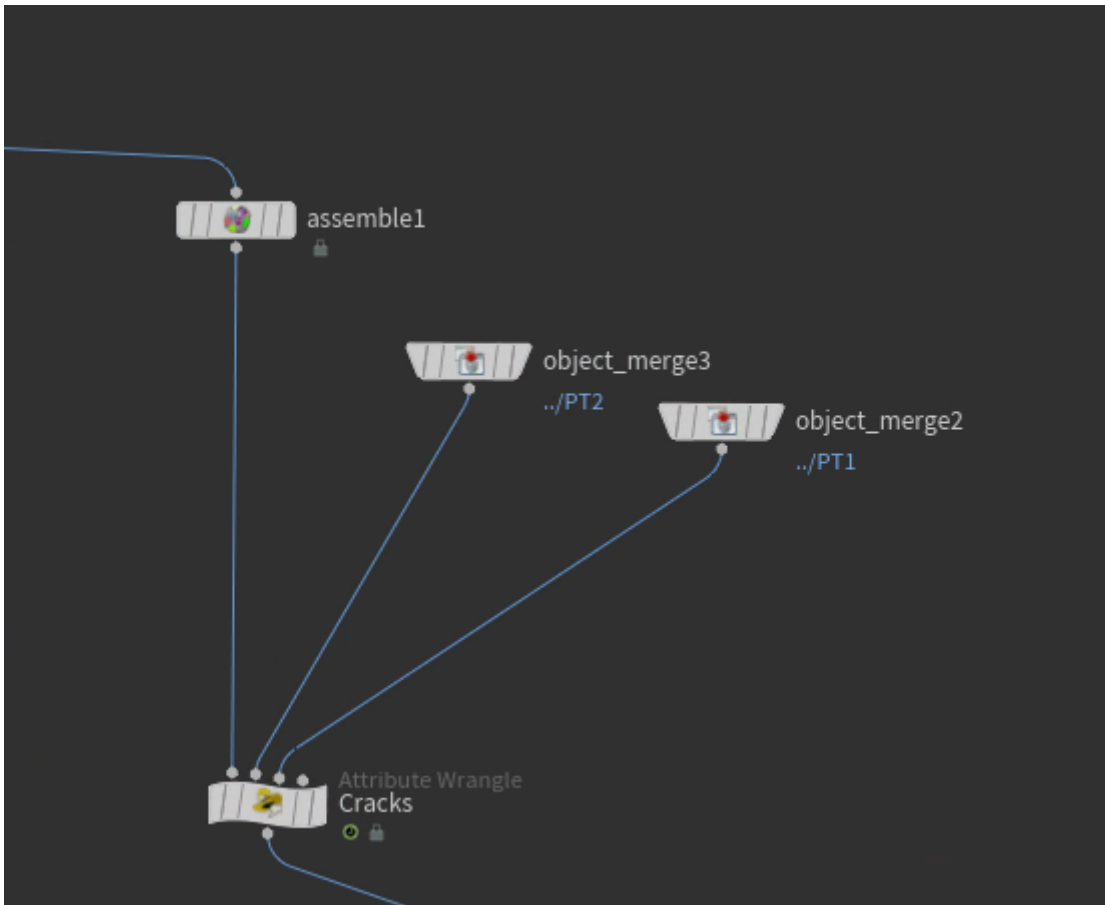 assemble1
object_merge3
../PT2
object_merge2
../PT1
Attribute Wrangle
Cracks